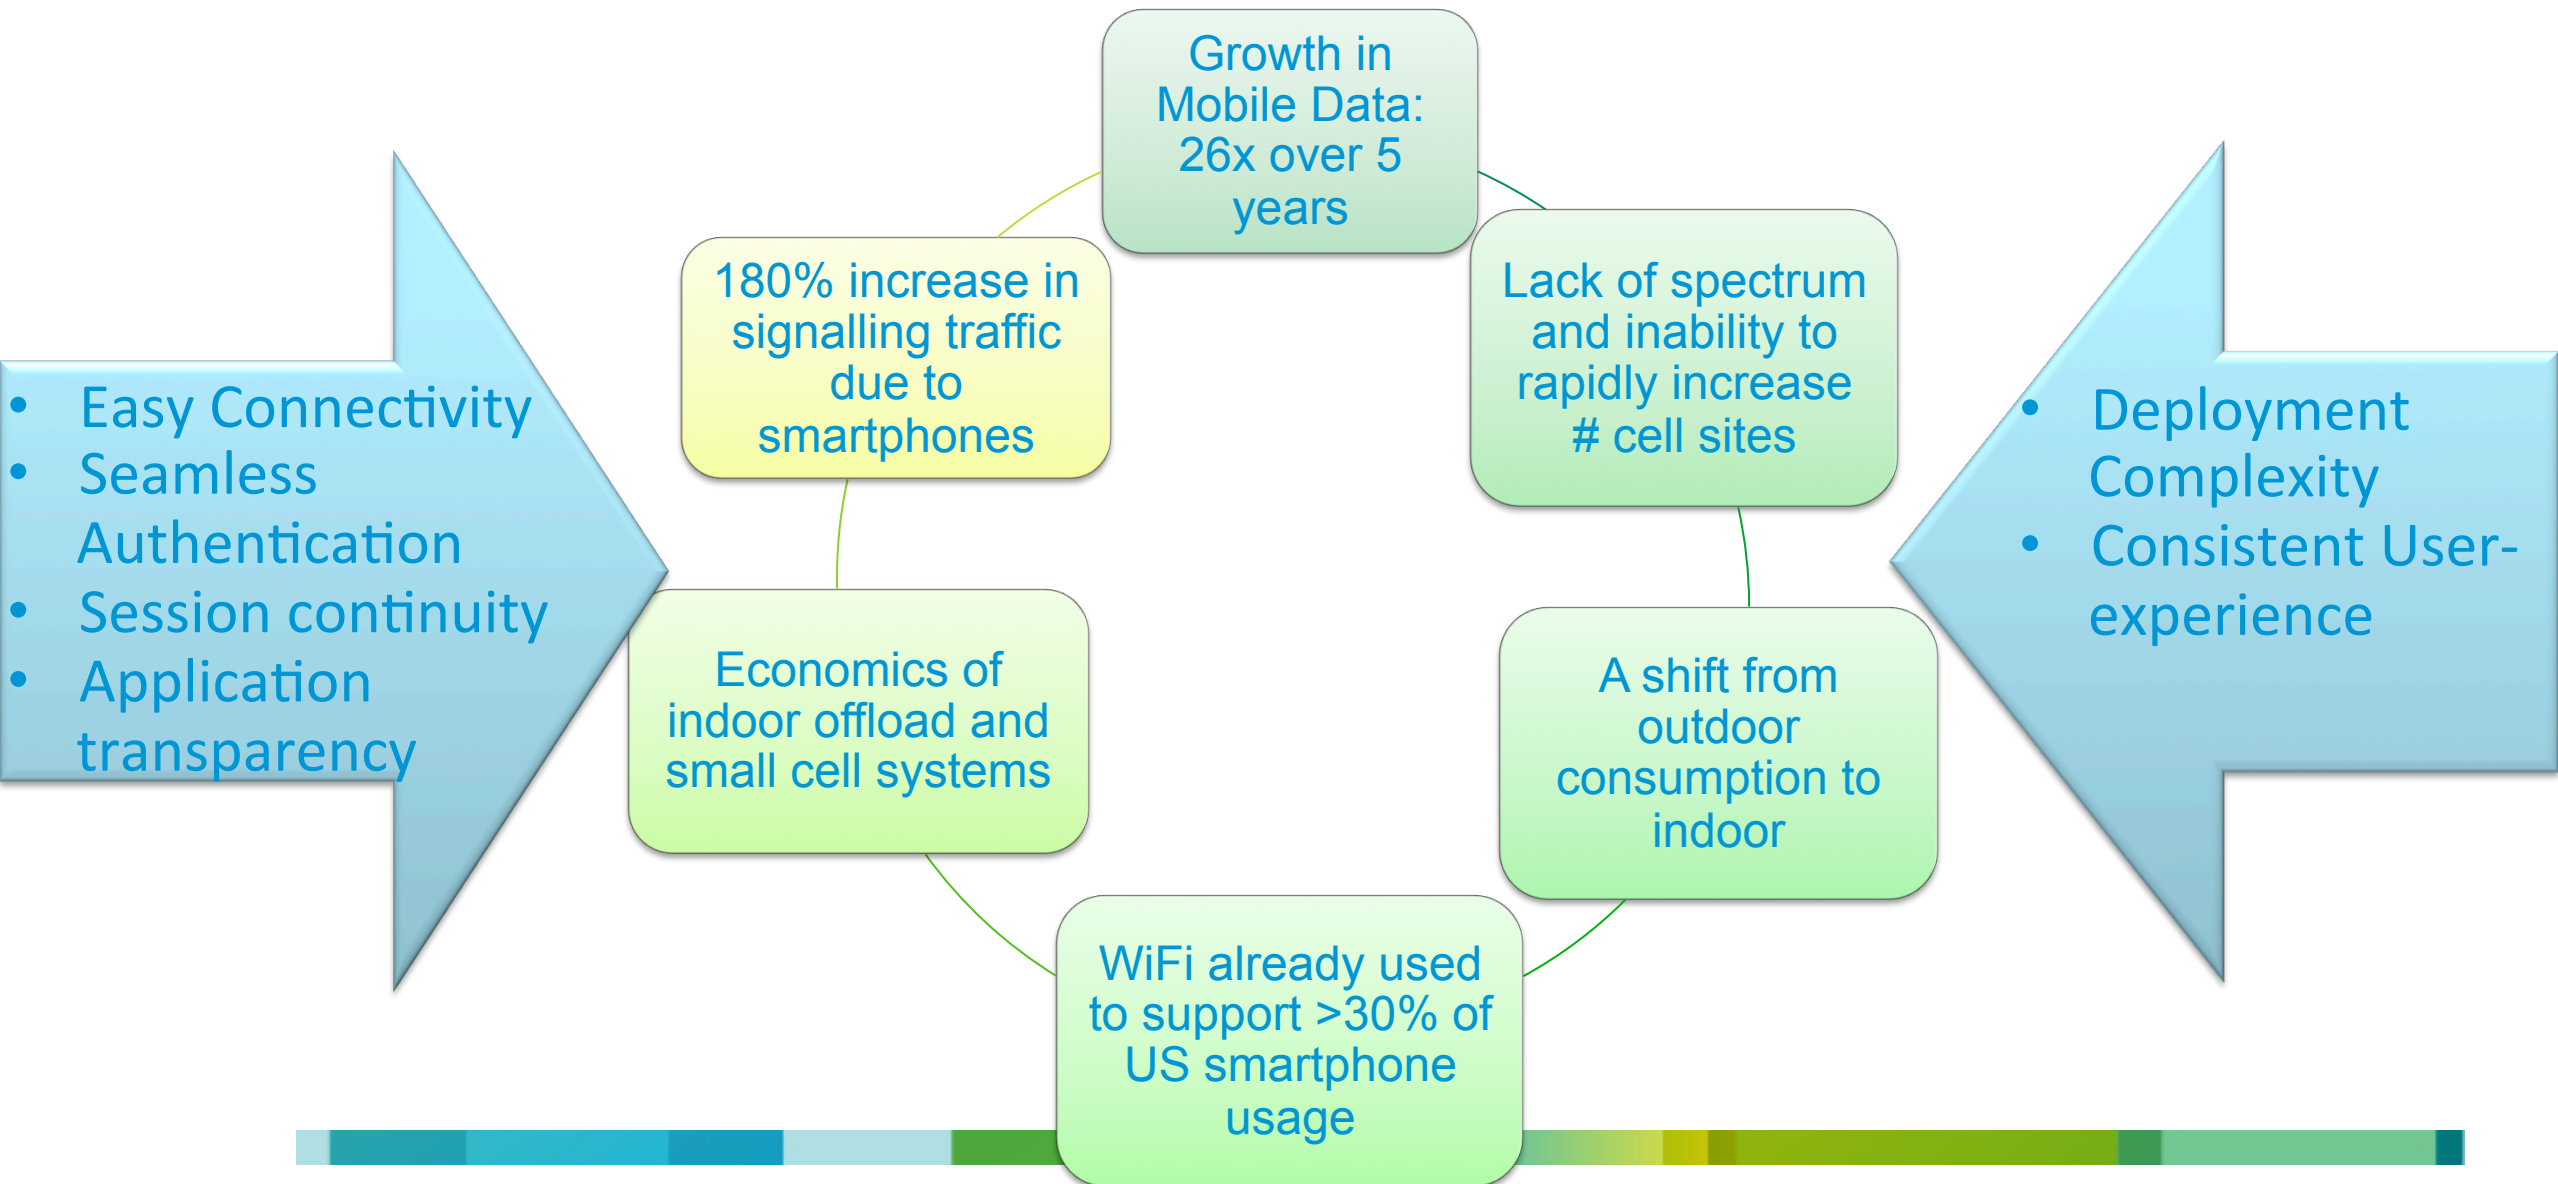 Growth in
Mobile Data:
26x over 5
years
180% increase in
signalling traffic
due to
smartphones
Lack of spectrum
and inability to
rapidly increase
# cell sites
• Easy Connectivity
• Seamless
Authentication
• Session continuity
• Application
transparency
• Deployment
Complexity
• Consistent User-
experience
Economics of
indoor offload and
small cell systems
A shift from
outdoor
consumption to
indoor
WiFi already used
to support >30% of
US smartphone
usage